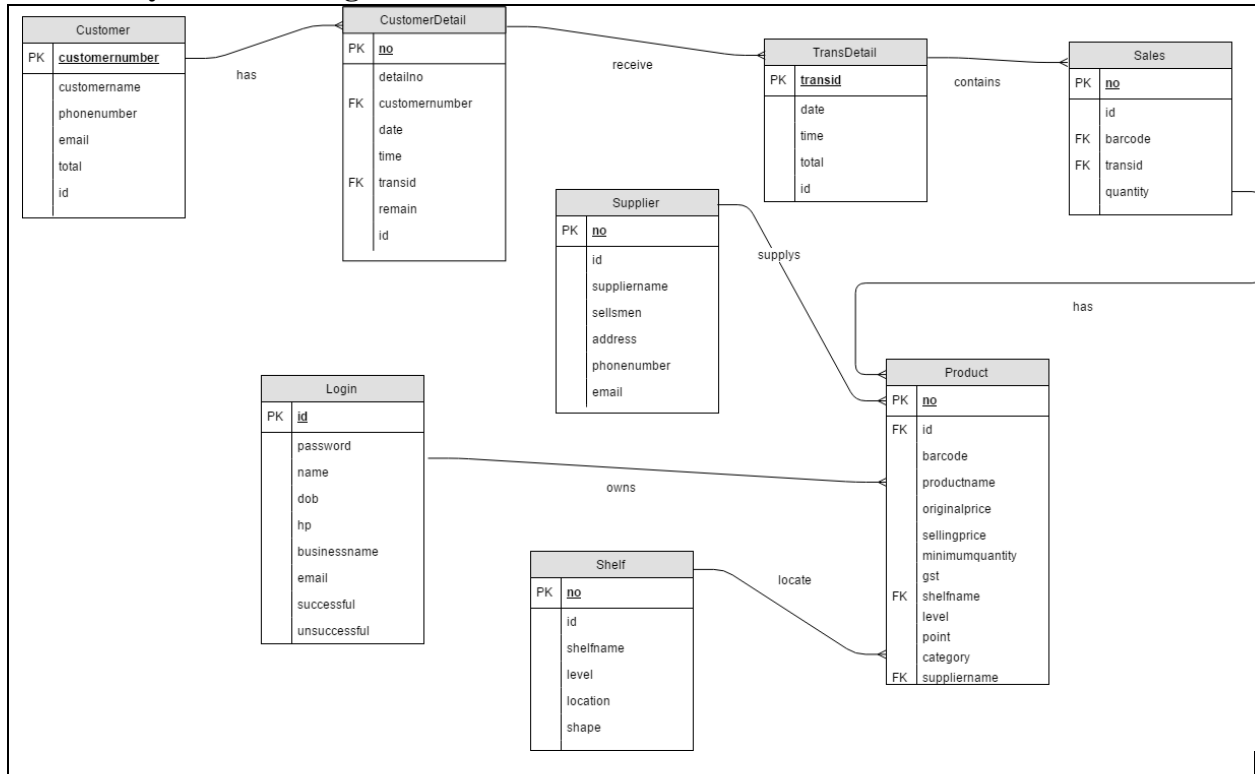 Customer
PK customernumber
customername
phonenumber
email
total
id
has
CustomerDetail
PK no
detailno
FK customernumber
date
time
FK transid
remain
id
receive
TransDetail
PK transid
date
time
total
id
contains
Sales
PK no
id
FK barcode
FK transid
quantity
has
Supplier
PK no
id
suppliername
sellsmen
address
phonenumber
email
supplys
Login
PK id
password
name
dob
hp
businessname
email
successful
unsuccessful
owns
Shelf
PK no
id
shelfname
level
location
shape
locate
Product
PK no
FK id
barcode
productname
originalprice
sellingprice
minimumquantity
gst
FK shelfname
level
point
category
FK suppliername